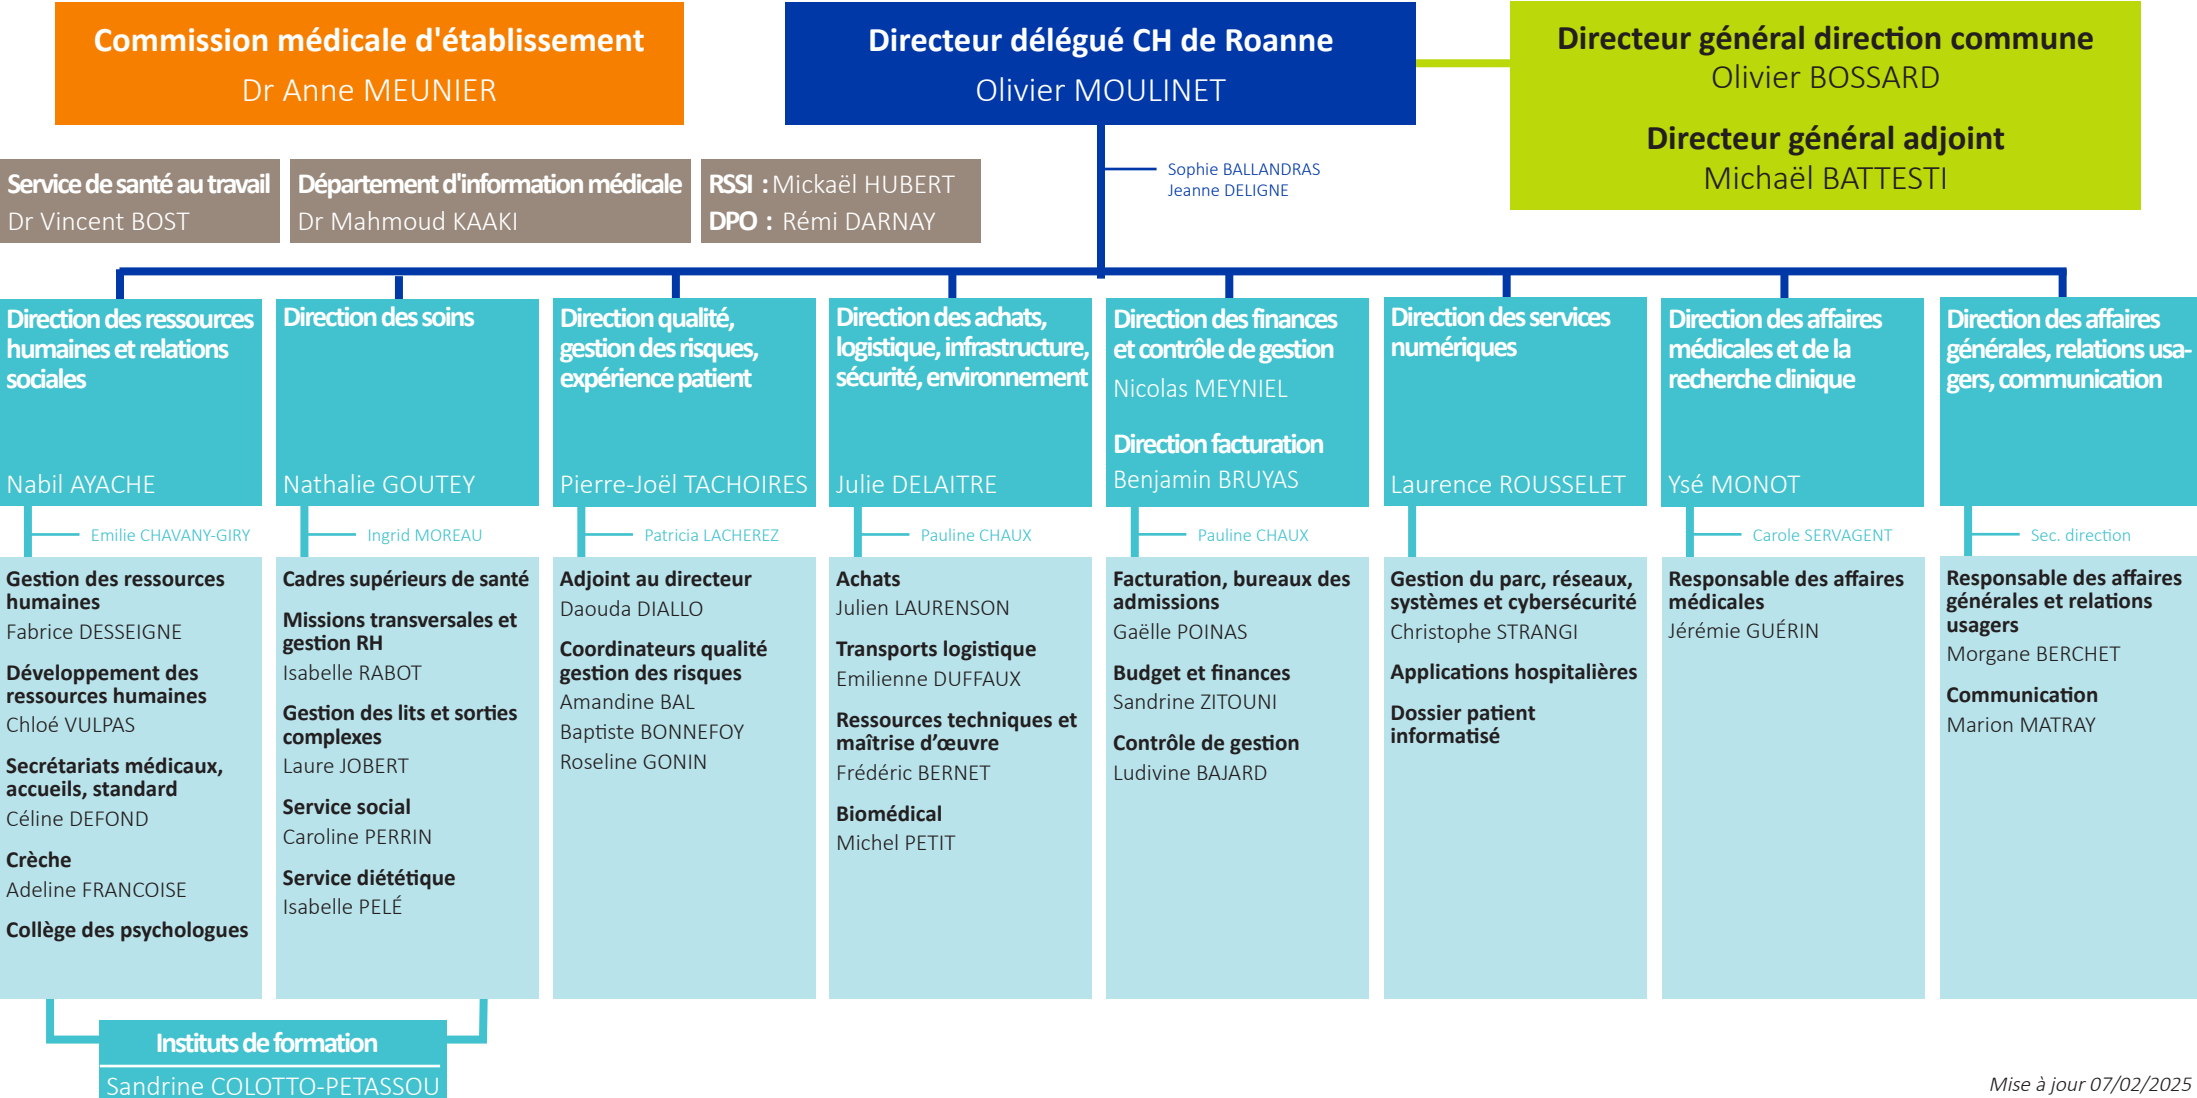 Commission médicale d'établissement
Dr Anne MEUNIER
Directeur délégué CH de Roanne
Olivier MOULINET
Directeur général direction commune
Olivier BOSSARD
Directeur général adjoint
Michaël BATTESTI
Sophie BALLANDRAS
Jeanne DELIGNE
Service de santé au travail
Dr Vincent BOST
Département d'information médicale
Dr Mahmoud KAAKI
RSSI : Mickaël HUBERT
DPO : Rémi DARNAY
Direction des ressources
humaines et relations
sociales
Nabil AYACHE
Emilie CHAVANY-GIRY
Gestion des ressources
humaines
Fabrice DESSEIGNE
Développement des
ressources humaines
Chloé VULPAS
Secrétariats médicaux,
accueils, standard
Céline DEFOND
Crèche
Adeline FRANCOISE
Collège des psychologues
Direction des soins
Nathalie GOUTEY
Ingrid MOREAU
Cadres supérieurs de santé
Missions transversales et
gestion RH
Isabelle RABOT
Gestion des lits et sorties
complexes
Laure JOBERT
Service social
Caroline PERRIN
Service diététique
Isabelle PELÉ
Instituts de formation
Sandrine COLOTTO-PETASSOU
Direction qualité,
gestion des risques,
expérience patient
Pierre-Joël TACHOIRES
Patricia LACHEREZ
Adjoint au directeur
Daouda DIALLO
Coordinateurs qualité
gestion des risques
Amandine BAL
Baptiste BONNEFOY
Roseline GONIN
Direction des achats,
logistique, infrastructure,
sécurité, environnement
Julie DELAITRE
Pauline CHAUX
Achats
Julien LAURENSON
Transports logistique
Emilienne DUFFAUX
Ressources techniques et
maîtrise d’œuvre
Frédéric BERNET
Biomédical
Michel PETIT
Direction des finances
et contrôle de gestion
Nicolas MEYNIEL
Direction facturation
Benjamin BRUYAS
Pauline CHAUX
Facturation, bureaux des
admissions
Gaëlle POINAS
Budget et finances
Sandrine ZITOUNI
Contrôle de gestion
Ludivine BAJARD
Direction des services
numériques
Laurence ROUSSELET
Gestion du parc, réseaux,
systèmes et cybersécurité
Christophe STRANGI
Applications hospitalières
Dossier patient
informatisé
Direction des affaires
médicales et de la
recherche clinique
Ysé MONOT
Carole SERVAGENT
Responsable des affaires
médicales
Jérémie GUÉRIN
Direction des affaires
générales, relations usa-
gers, communication
Sec. direction
Responsable des affaires
générales et relations
usagers
Morgane BERCHET
Communication
Marion MATRAY
Mise à jour 07/02/2025